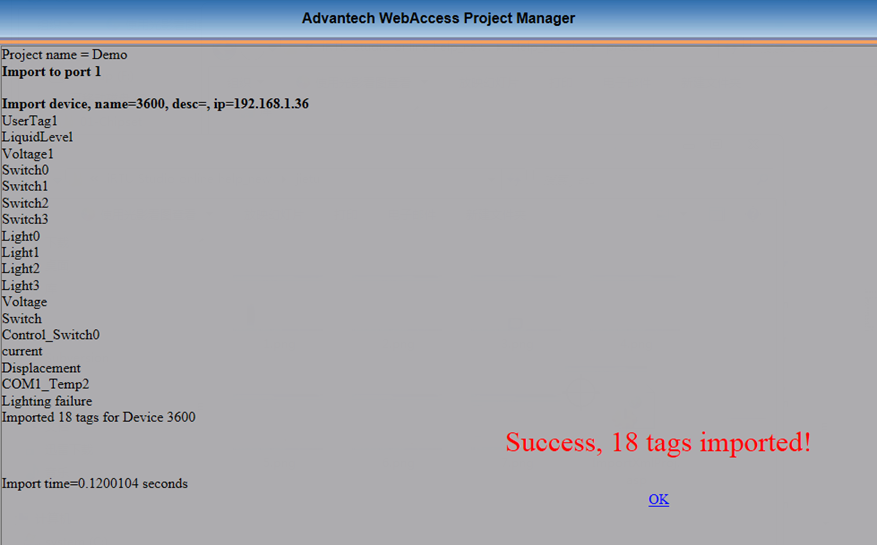 Advantech WebAccess Project Manager
Project name = Demo
Import to port 1
Import device, name=3600, desc=, ip=192.168.1.36
UserTag1
LiquidLevel
Voltage1
Switch0
Switch1
Switch2
Switch3
Light0
Light1
Light2
Light3
Voltage
Switch
Control_Switch0
current
Displacement
COM1_Temp2
Lighting failure
Imported 18 tags for Device 3600
Success, 18 tags imported!
Import time=0.1200104 seconds
OK